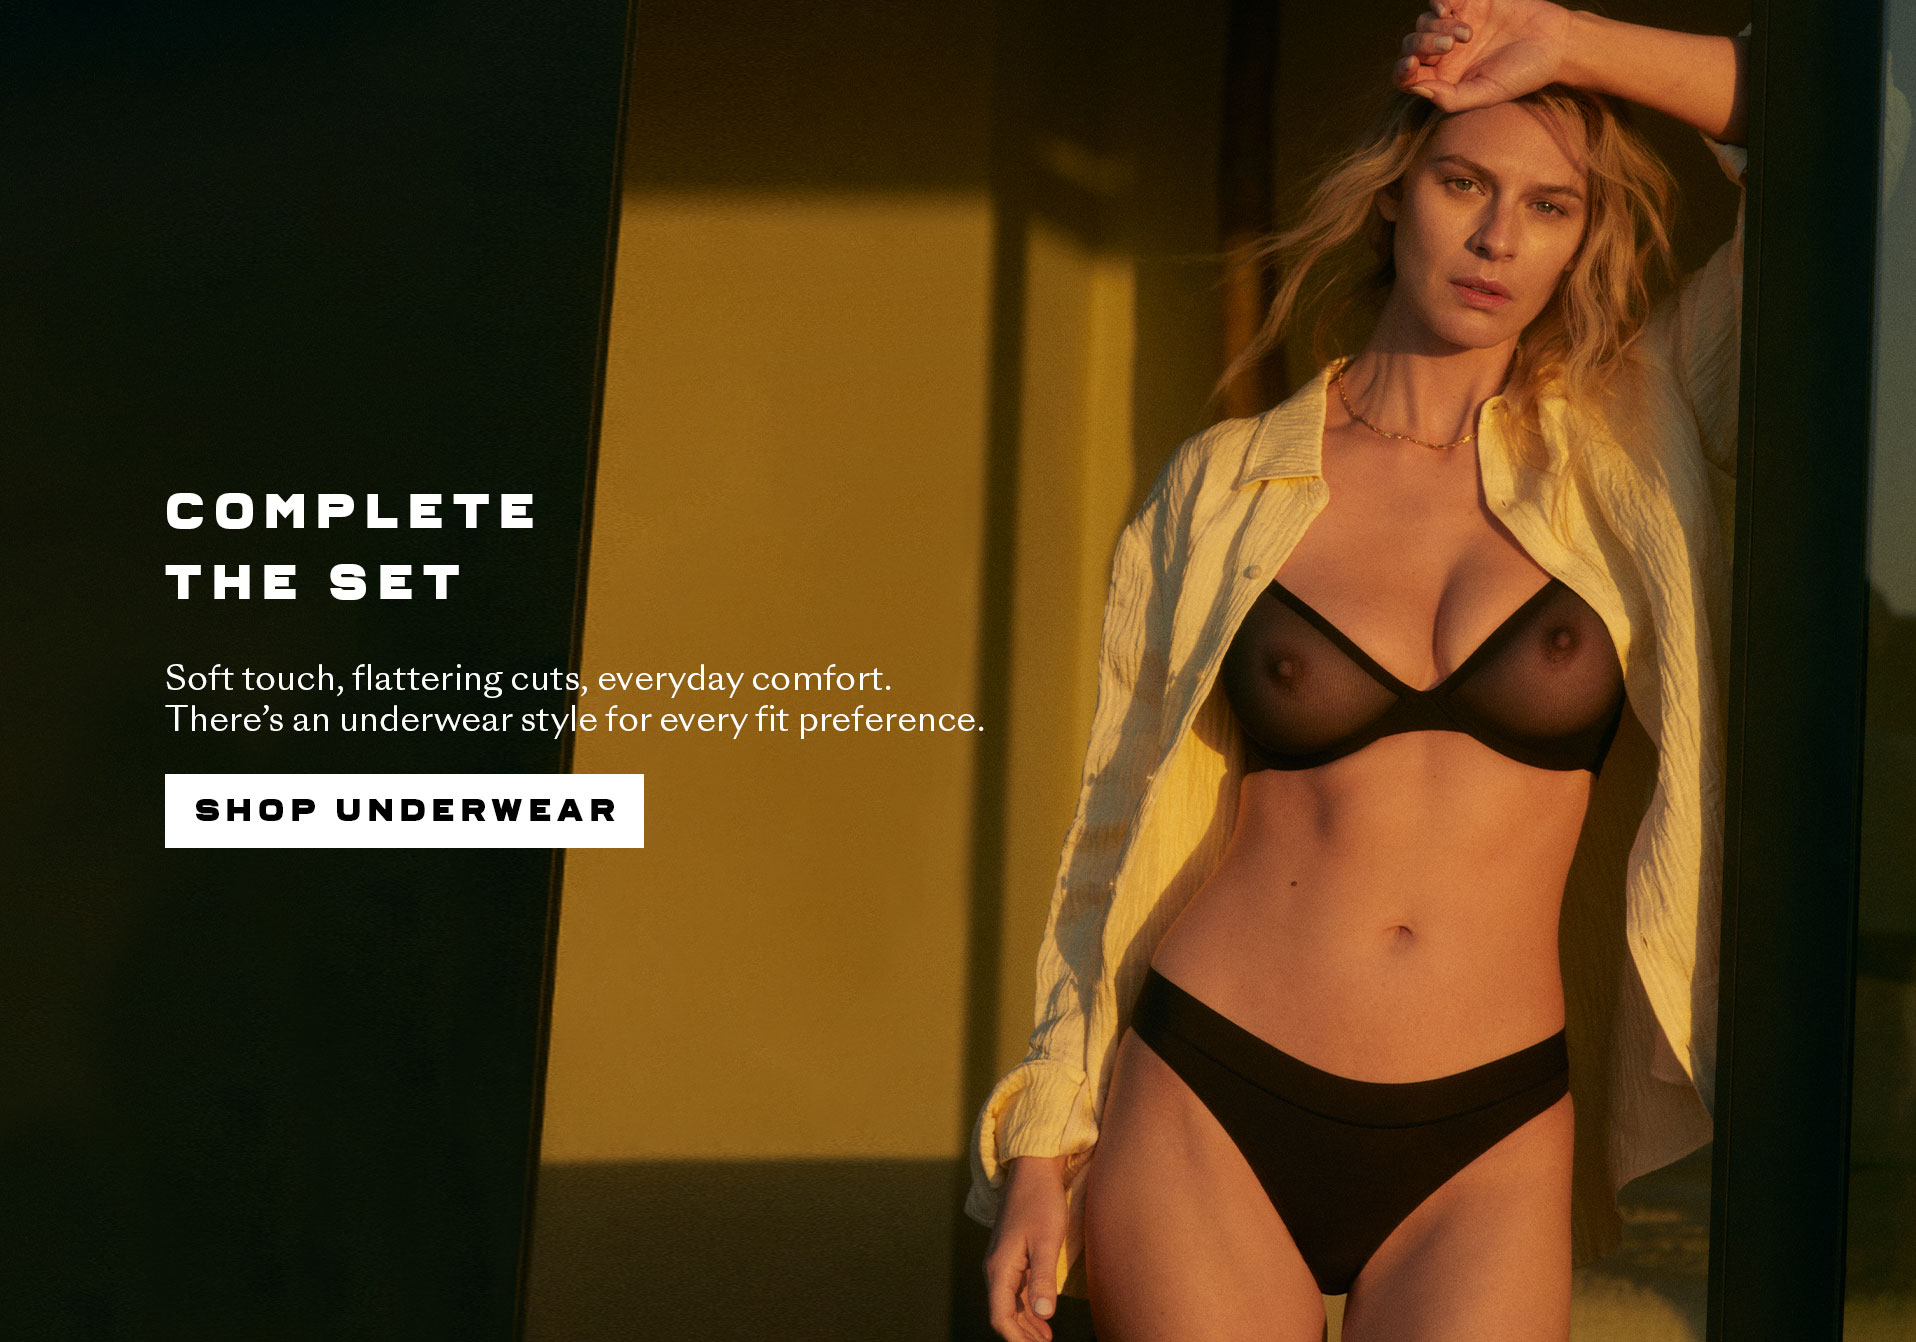 COMPLETE
THE SET
Soft touch, flattering cuts, everyday comfort.
There’s an underwear style for every fit preference.
SHOP UNDERWEAR